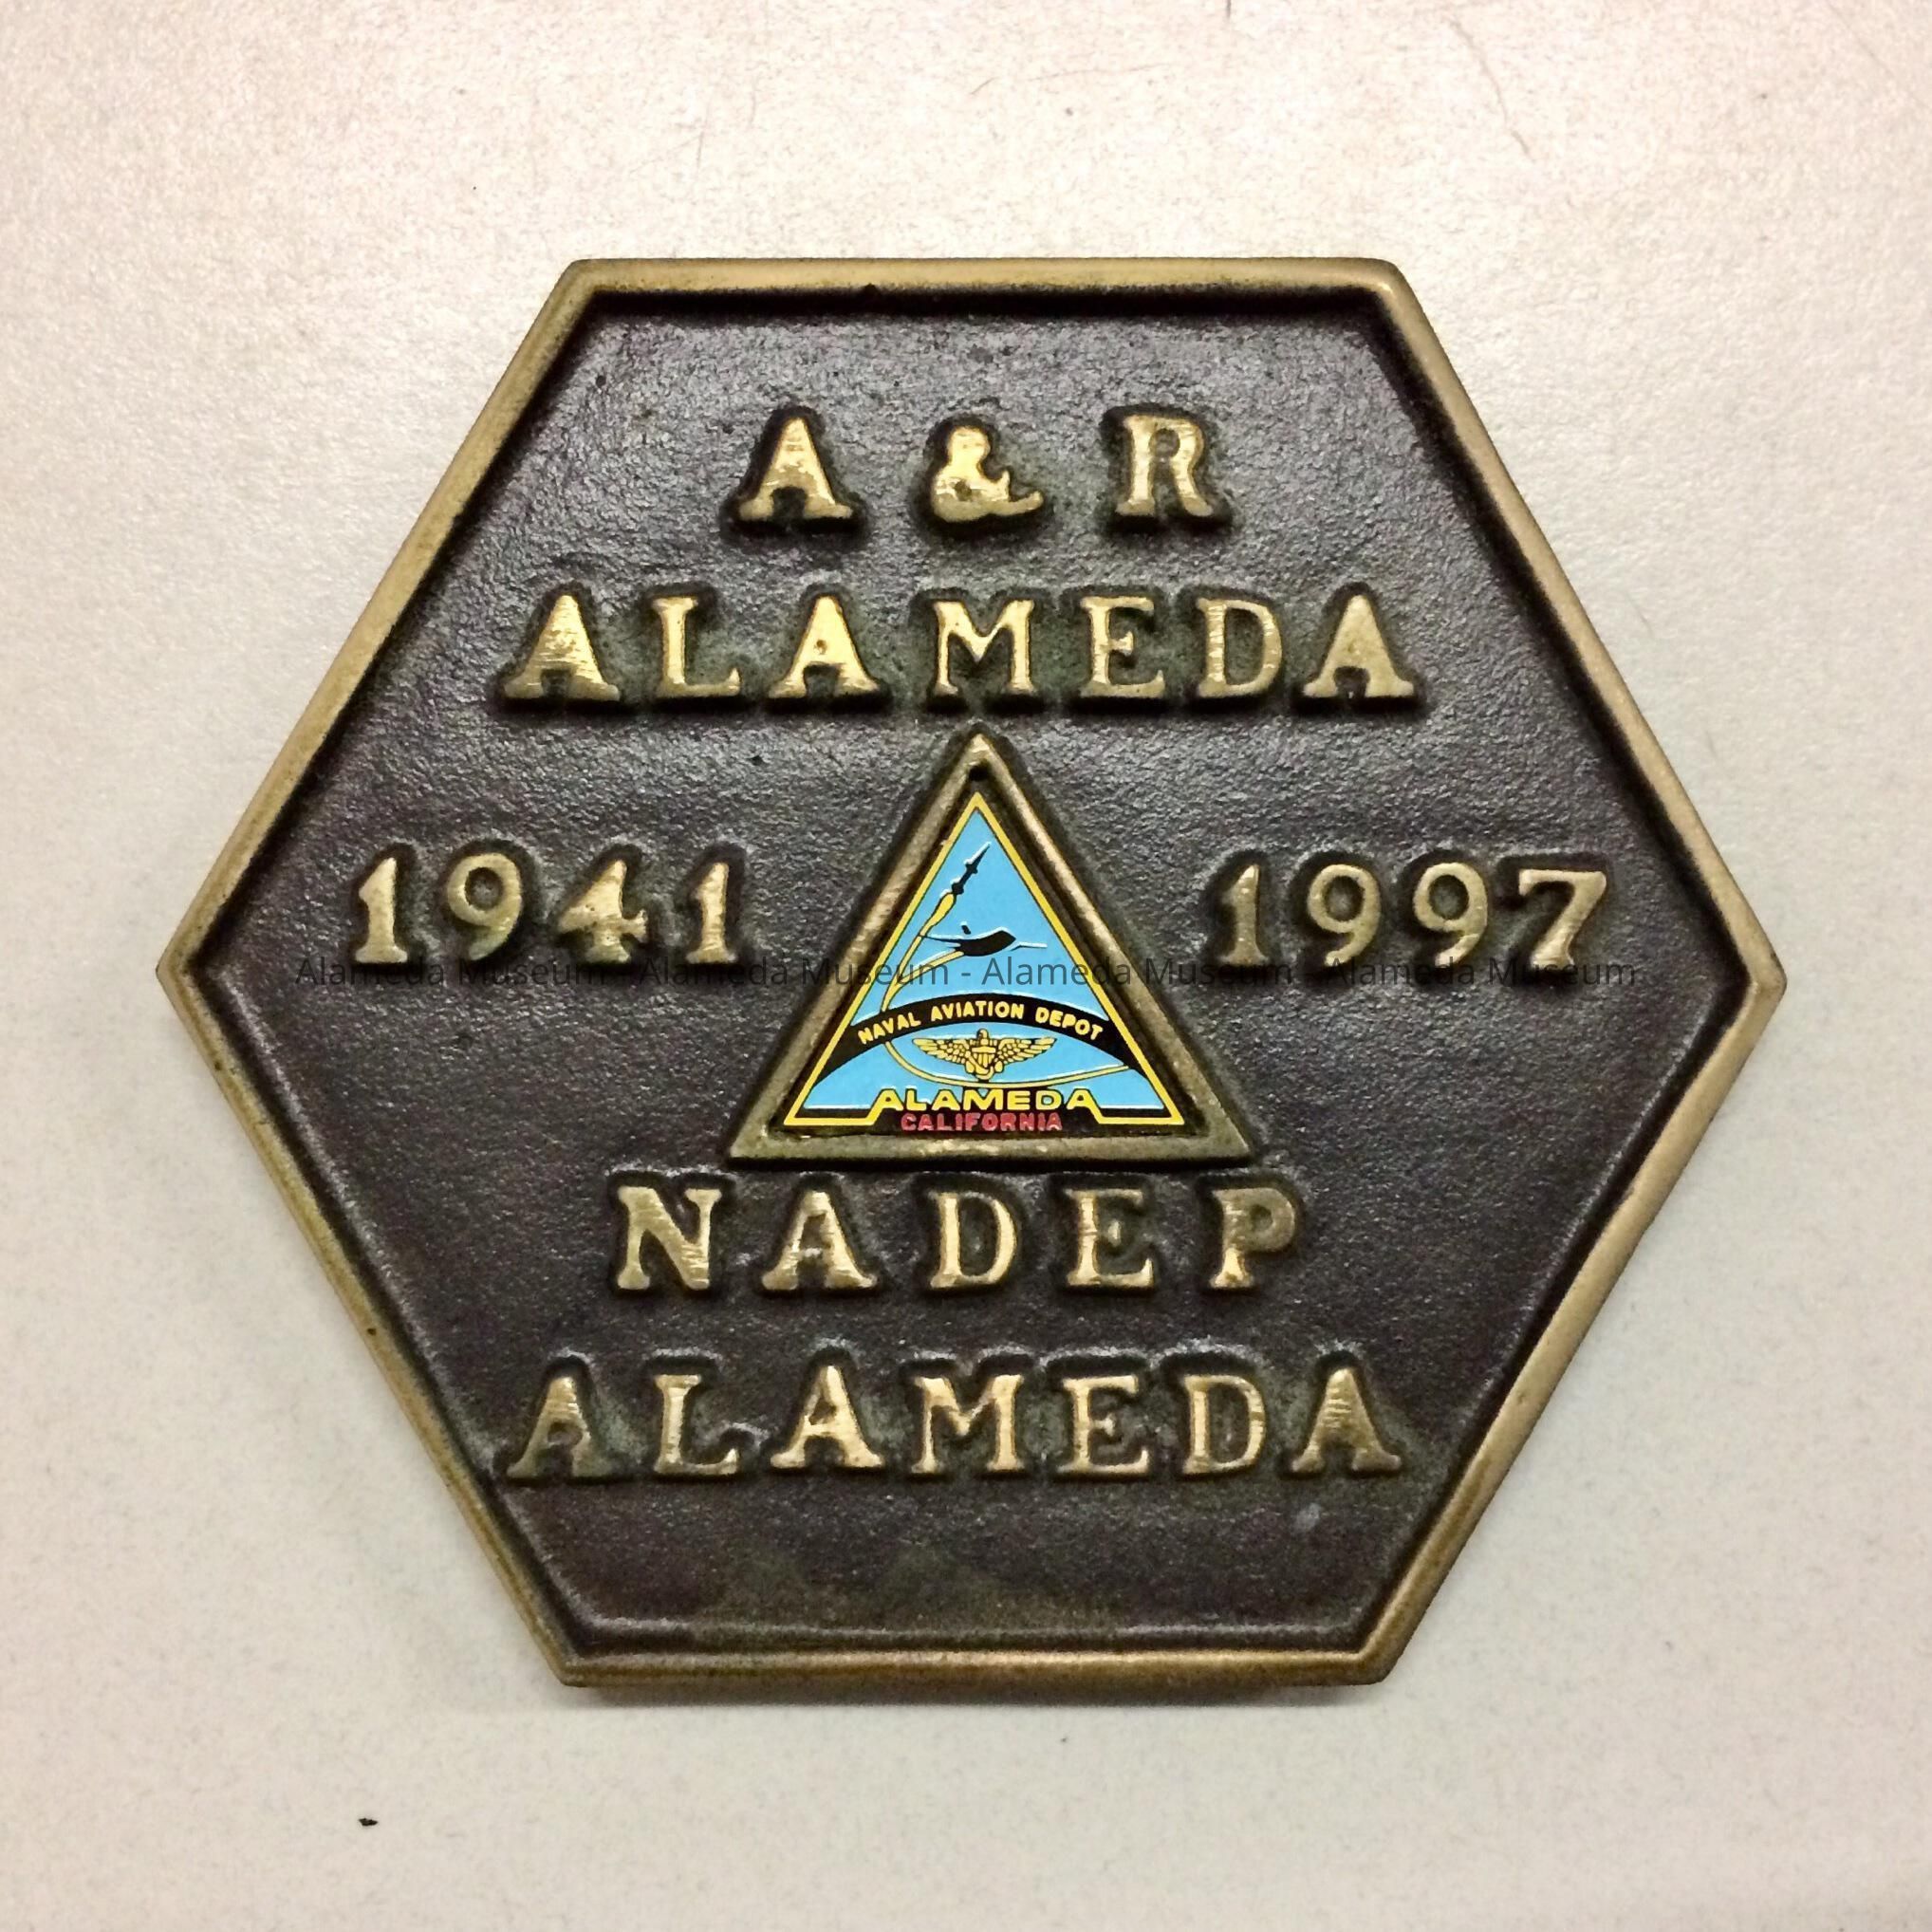 A & R
ALAMEDA
1941 1997
Alameda Museum - Alameda Museum - Alameda Museum - Alameda Museum
NAVAL AVIATION DEPOT
ALAMEDA
CALIFORNIA
NADEP
ALAMEDA